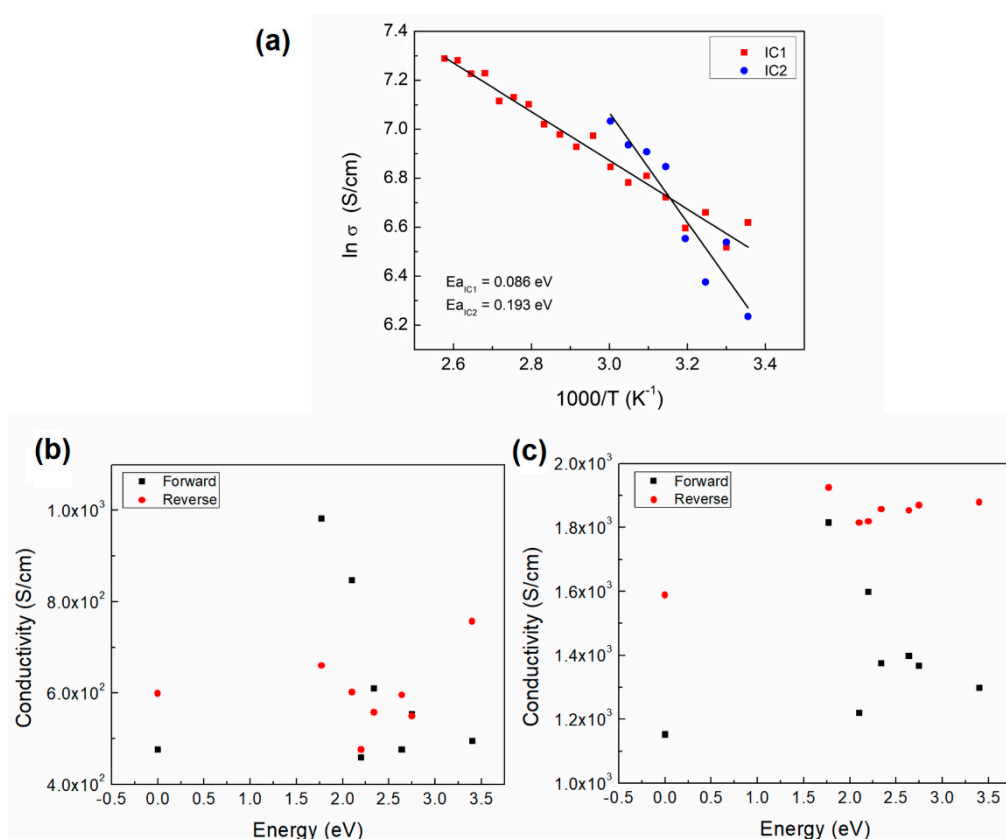 (a)
7.4
7.2
7.0
6.8
6.6
6.4
6.2
ln σ (S/cm)
IC1
IC2
Ea_IC1 = 0.086 eV
Ea_IC2 = 0.193 eV
2.6 2.8 3.0 3.2 3.4
1000/T (K⁻¹)
(b)
Forward
Reverse
1.0x10³
8.0x10²
6.0x10²
4.0x10²
Conductivity (S/cm)
-0.5 0.0 0.5 1.0 1.5 2.0 2.5 3.0 3.5
Energy (eV)
(c)
Forward
Reverse
2.0x10³
1.8x10³
1.6x10³
1.4x10³
1.2x10³
1.0x10³
Conductivity (S/cm)
-0.5 0.0 0.5 1.0 1.5 2.0 2.5 3.0 3.5
Energy (eV)